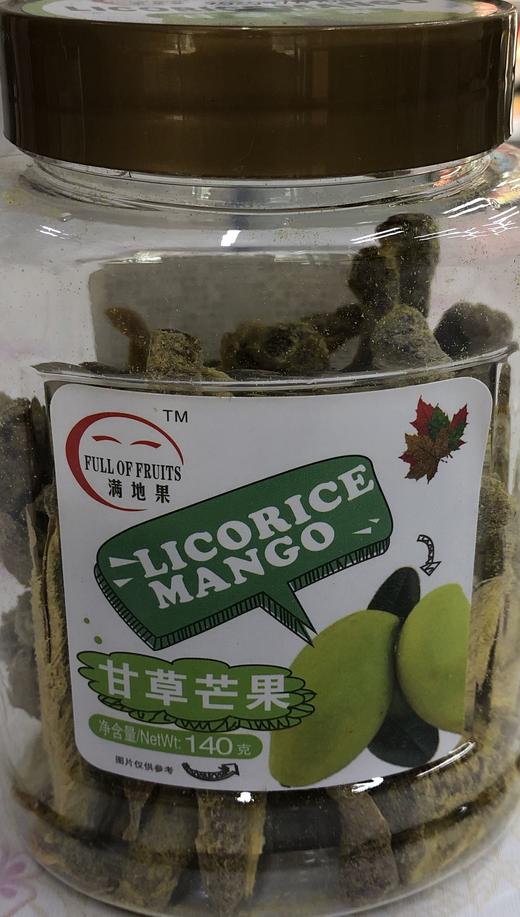 TM
FULL OF FRUITS
满地果
LICORICE
MANGO
甘草芒果
净含量/NetWt: 140克
图片仅供参考